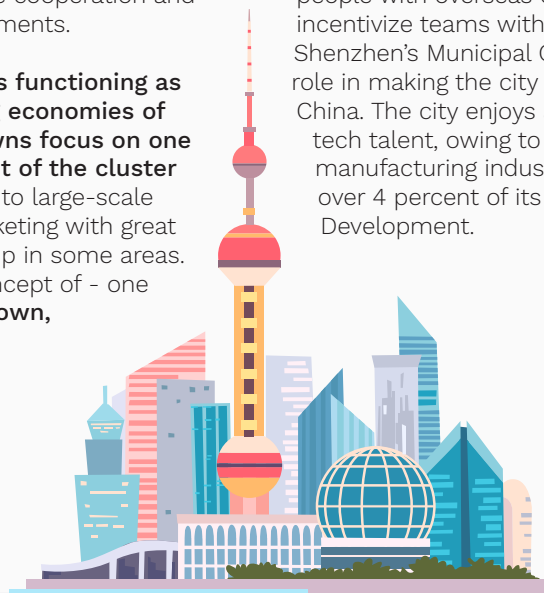 cooperation and
ments.
s functioning as
economies of
wns focus on one
t of the cluster
to large-scale
keting with great
p in some areas.
ncept of - one
own,
people with overseas
incentivize teams with
Shenzhen’s Municipal
role in making the city
China. The city enjoys
tech talent, owing to
manufacturing indus
over 4 percent of its
Development.